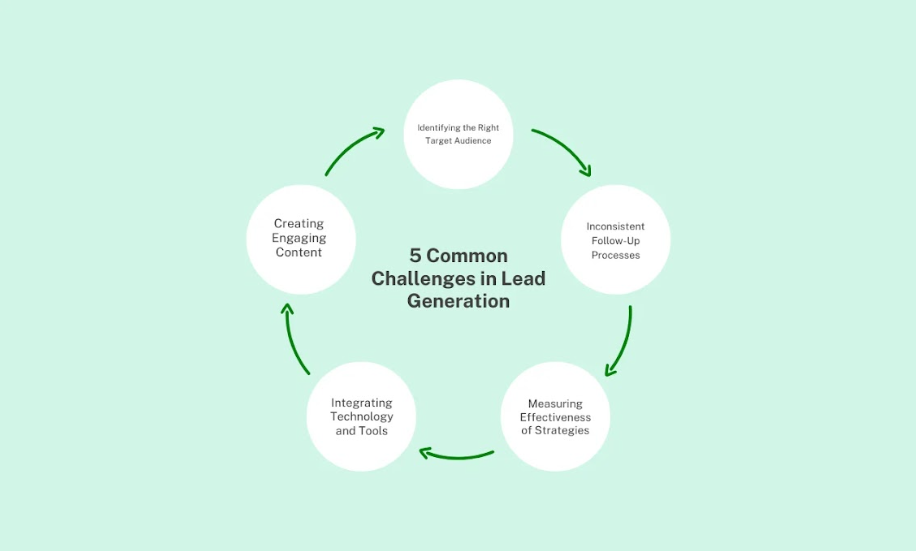 Identifying the Right
Target Audience
Creating
Engaging
Content
Inconsistent
Follow-Up
Processes
5 Common
Challenges in Lead
Generation
Integrating
Technology
and Tools
Measuring
Effectiveness
of Strategies